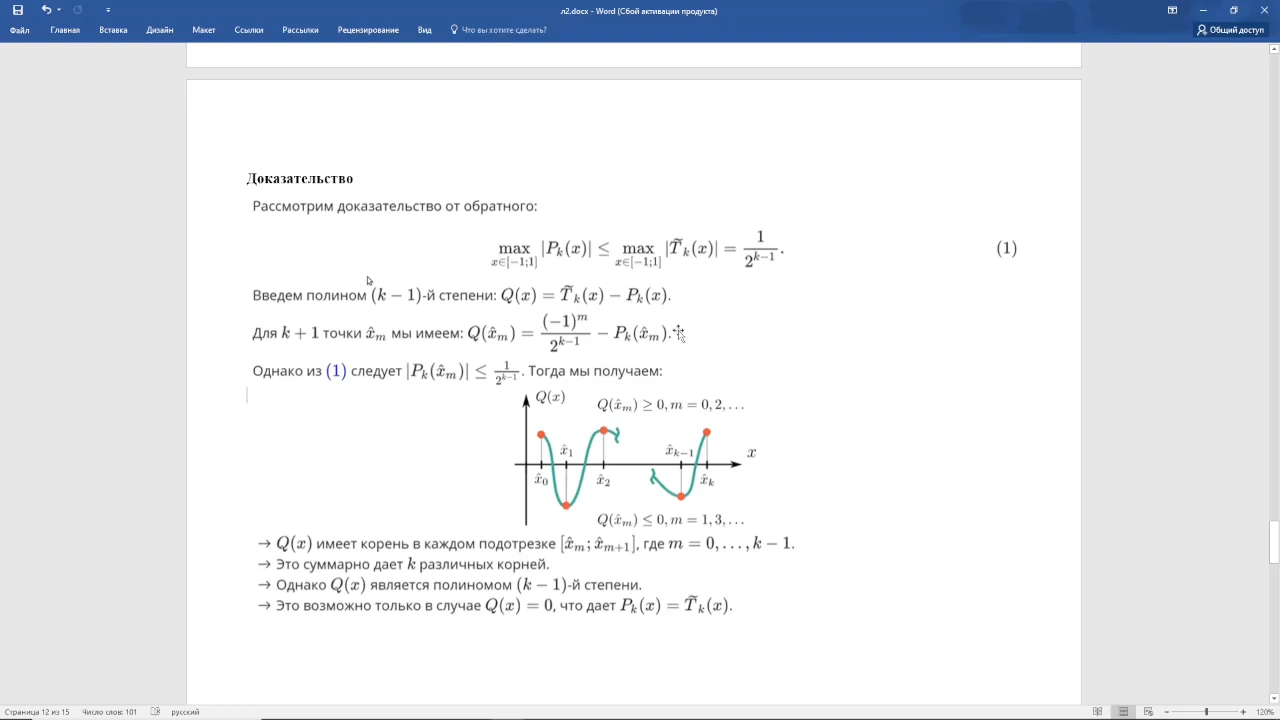 л2.docx - Word (Сбой активации продукта)
Файл Главная Вставка Дизайн Макет Ссылки Рассылки Рецензирование Вид Что вы хотите сделать? Общий доступ
Доказательство
Рассмотрим доказательство от обратного:
max x∈[−1;1] |P_k(x)| ≤ max x∈[−1;1] |T̃_k(x)| = 1/2^{k−1}. (1)
Введем полином (k − 1)-й степени: Q(x) = T̃_k(x) − P_k(x).
Для k + 1 точки x̂_m мы имеем: Q(x̂_m) = (−1)^m/2^{k−1} − P_k(x̂_m).
Однако из (1) следует |P_k(x̂_m)| ≤ 1/2^{k−1}. Тогда мы получаем:
Q(x) Q(x̂_m) ≥ 0, m = 0, 2, …
x̂_1 x̂_{k−1} x
x̂_0 x̂_2 x̂_k
Q(x̂_m) ≤ 0, m = 1, 3, …
→ Q(x) имеет корень в каждом подотрезке [x̂_m; x̂_{m+1}], где m = 0, …, k − 1.
→ Это суммарно дает k различных корней.
→ Однако Q(x) является полиномом (k − 1)-й степени.
→ Это возможно только в случае Q(x) = 0, что дает P_k(x) = T̃_k(x).
Страница 12 из 15 Число слов: 101 русский 120%